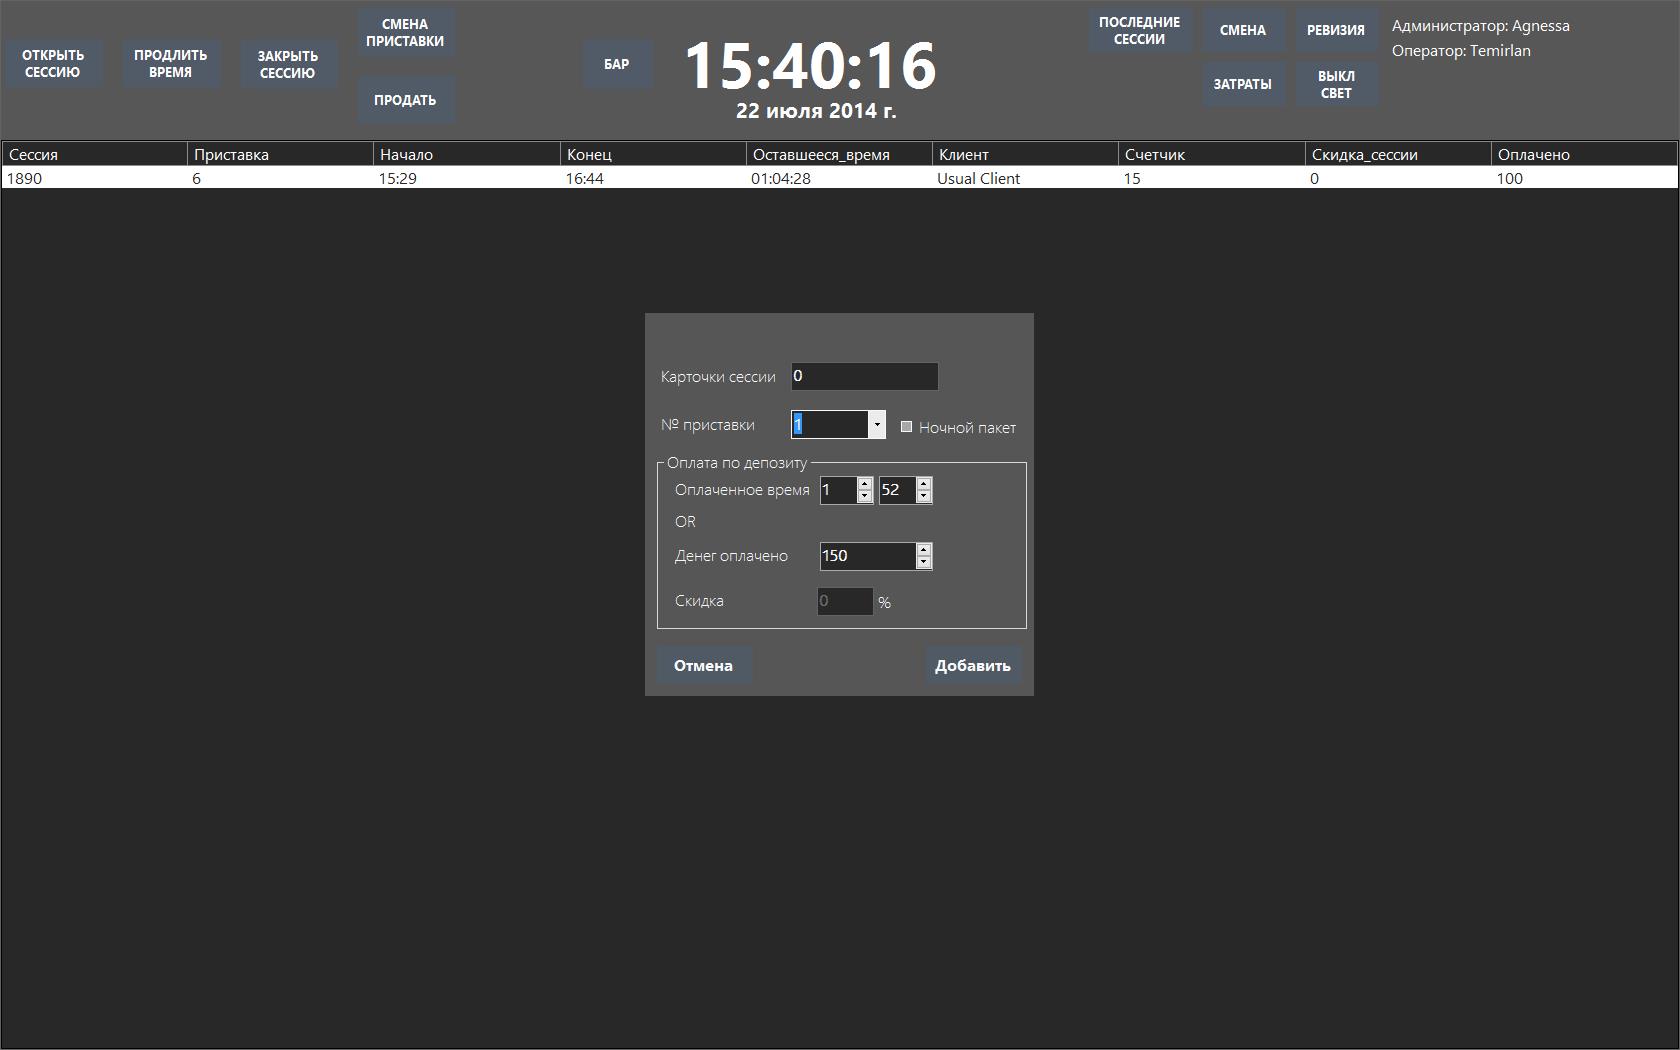 ОТКРЫТЬ
СЕССИЮ
ПРОДЛИТЬ
ВРЕМЯ
ЗАКРЫТЬ
СЕССИЮ
СМЕНА
ПРИСТАВКИ
ПРОДАТЬ
БАР
15:40:16
22 июля 2014 г.
ПОСЛЕДНИЕ
СЕССИИ
СМЕНА
РЕВИЗИЯ
ЗАТРАТЫ
ВЫКЛ
СВЕТ
Администратор: Agnessa
Оператор: Temirlan
Сессия Приставка Начало Конец Оставшееся_время Клиент Счетчик Скидка_сессии Оплачено
1890 6 15:29 16:44 01:04:28 Usual Client 15 0 100
Карточки сессии 0
№ приставки 1 Ночной пакет
Оплата по депозиту
Оплаченное время 1 52
OR
Денег оплачено 150
Скидка 0 %
Отмена Добавить